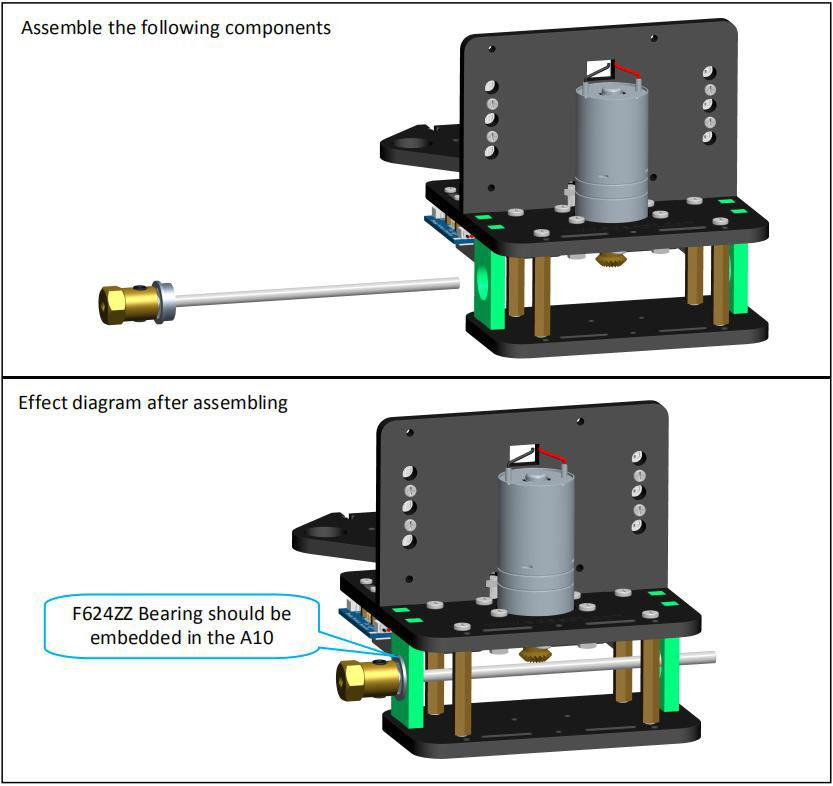 Assemble the following components
Effect diagram after assembling
F624ZZ Bearing should be
embedded in the A10